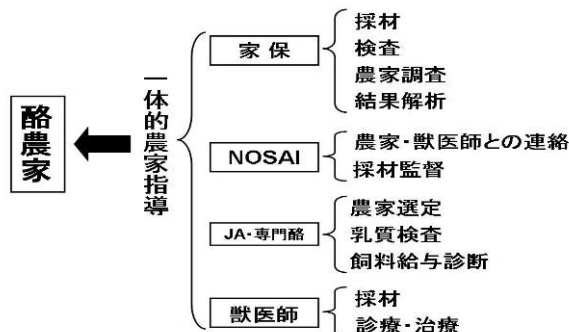 酪農家
一体的農家指導
家保
採材
検査
農家調査
結果解析
NOSAI
農家・獣医師との連絡
採材監督
JA・専門酪
農家選定
乳質検査
飼料給与診断
獣医師
採材
診療・治療